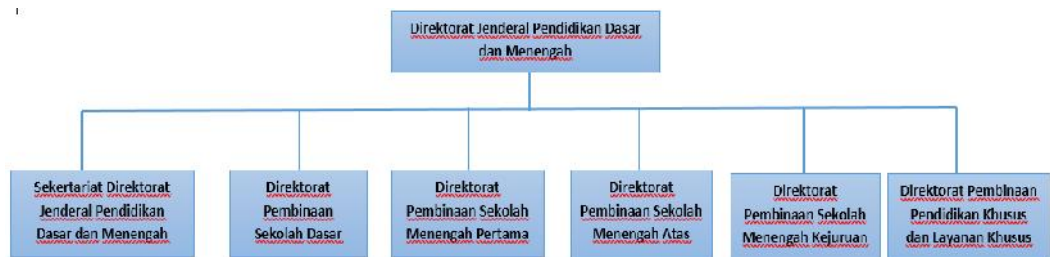 Direktorat Jenderal Pendidikan Dasar
dan Menengah
Sekertariat Direktorat
Jenderal Pendidikan
Dasar dan Menengah
Direktorat
Pembinaan
Sekolah Dasar
Direktorat
Pembinaan Sekolah
Menengah Pertama
Direktorat
Pembinaan Sekolah
Menengah Atas
Direktorat
Pembinaan Sekolah
Menengah Kejuruan
Direktorat Pembinaan
Pendidikan Khusus
dan Layanan Khusus